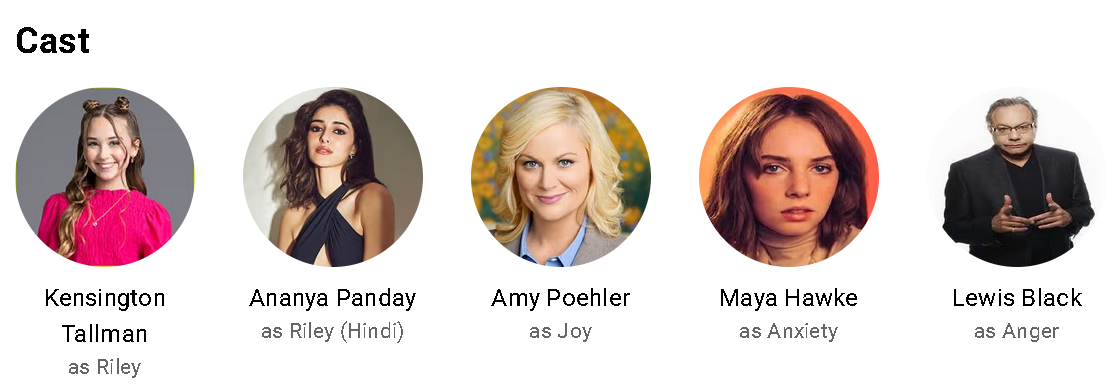 Cast
Kensington
Tallman
as Riley
Ananya Panday
as Riley (Hindi)
Amy Poehler
as Joy
Maya Hawke
as Anxiety
Lewis Black
as Anger